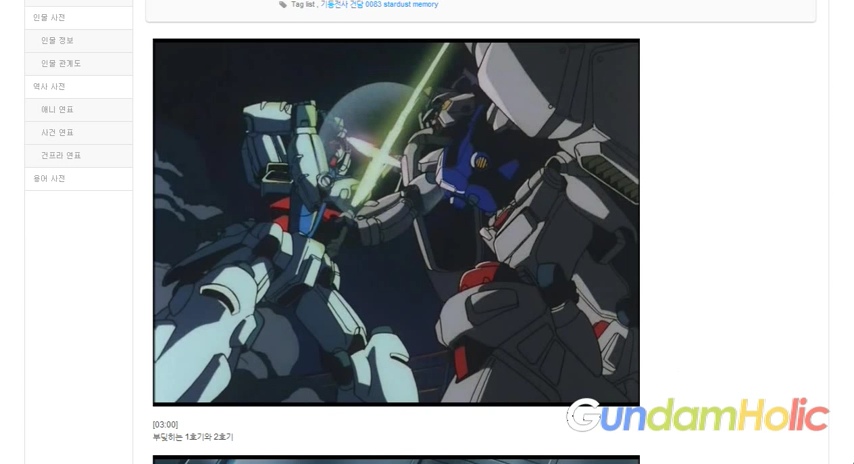 Tag list , 기동전사 건담 0083 stardust memory
인물 사전
인물 정보
인물 관계도
역사 사전
애니 연표
사건 연표
건프라 연표
용어 사전
[03:00]
부딪히는 1호기와 2호기
GundamHolic